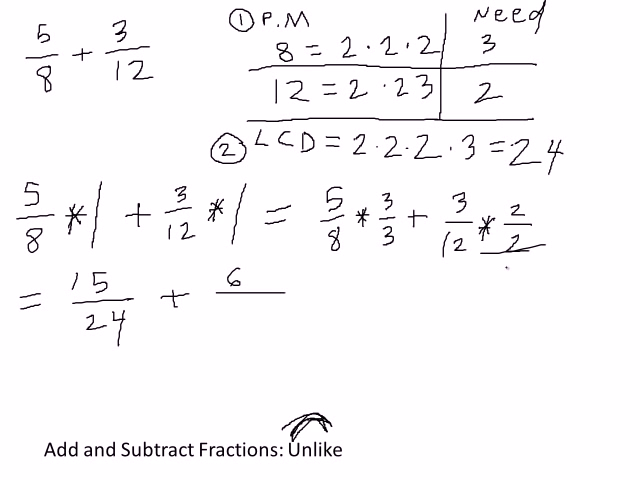 5/8 + 3/12
① P.M Need
8 = 2 · 2 · 2 3
12 = 2 · 2 3 2
② LCD = 2 · 2 · 2 · 3 = 24
5/8 * 1 + 3/12 * 1 = 5/8 * 3/3 + 3/12 * 2/2
= 15/24 + 6/
Add and Subtract Fractions: Unlike